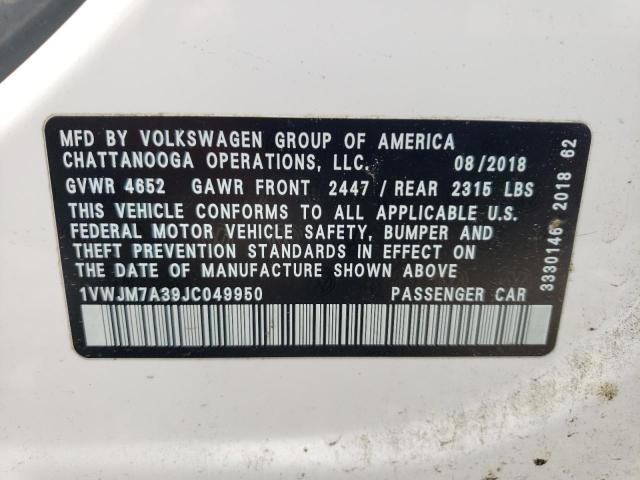 MFD BY VOLKSWAGEN GROUP OF AMERICA
CHATTANOOGA OPERATIONS, LLC. 08/2018
GVWR 4652 GAWR FRONT 2447/REAR 2315 LBS
THIS VEHICLE CONFORMS TO ALL APPLICABLE U.S.
FEDERAL MOTOR VEHICLE SAFETY, BUMPER AND
THEFT PREVENTION STANDARDS IN EFFECT ON
THE DATE OF MANUFACTURE SHOWN ABOVE
1VWJM7A39JC049950 PASSENGER CAR
3330146 2018 62